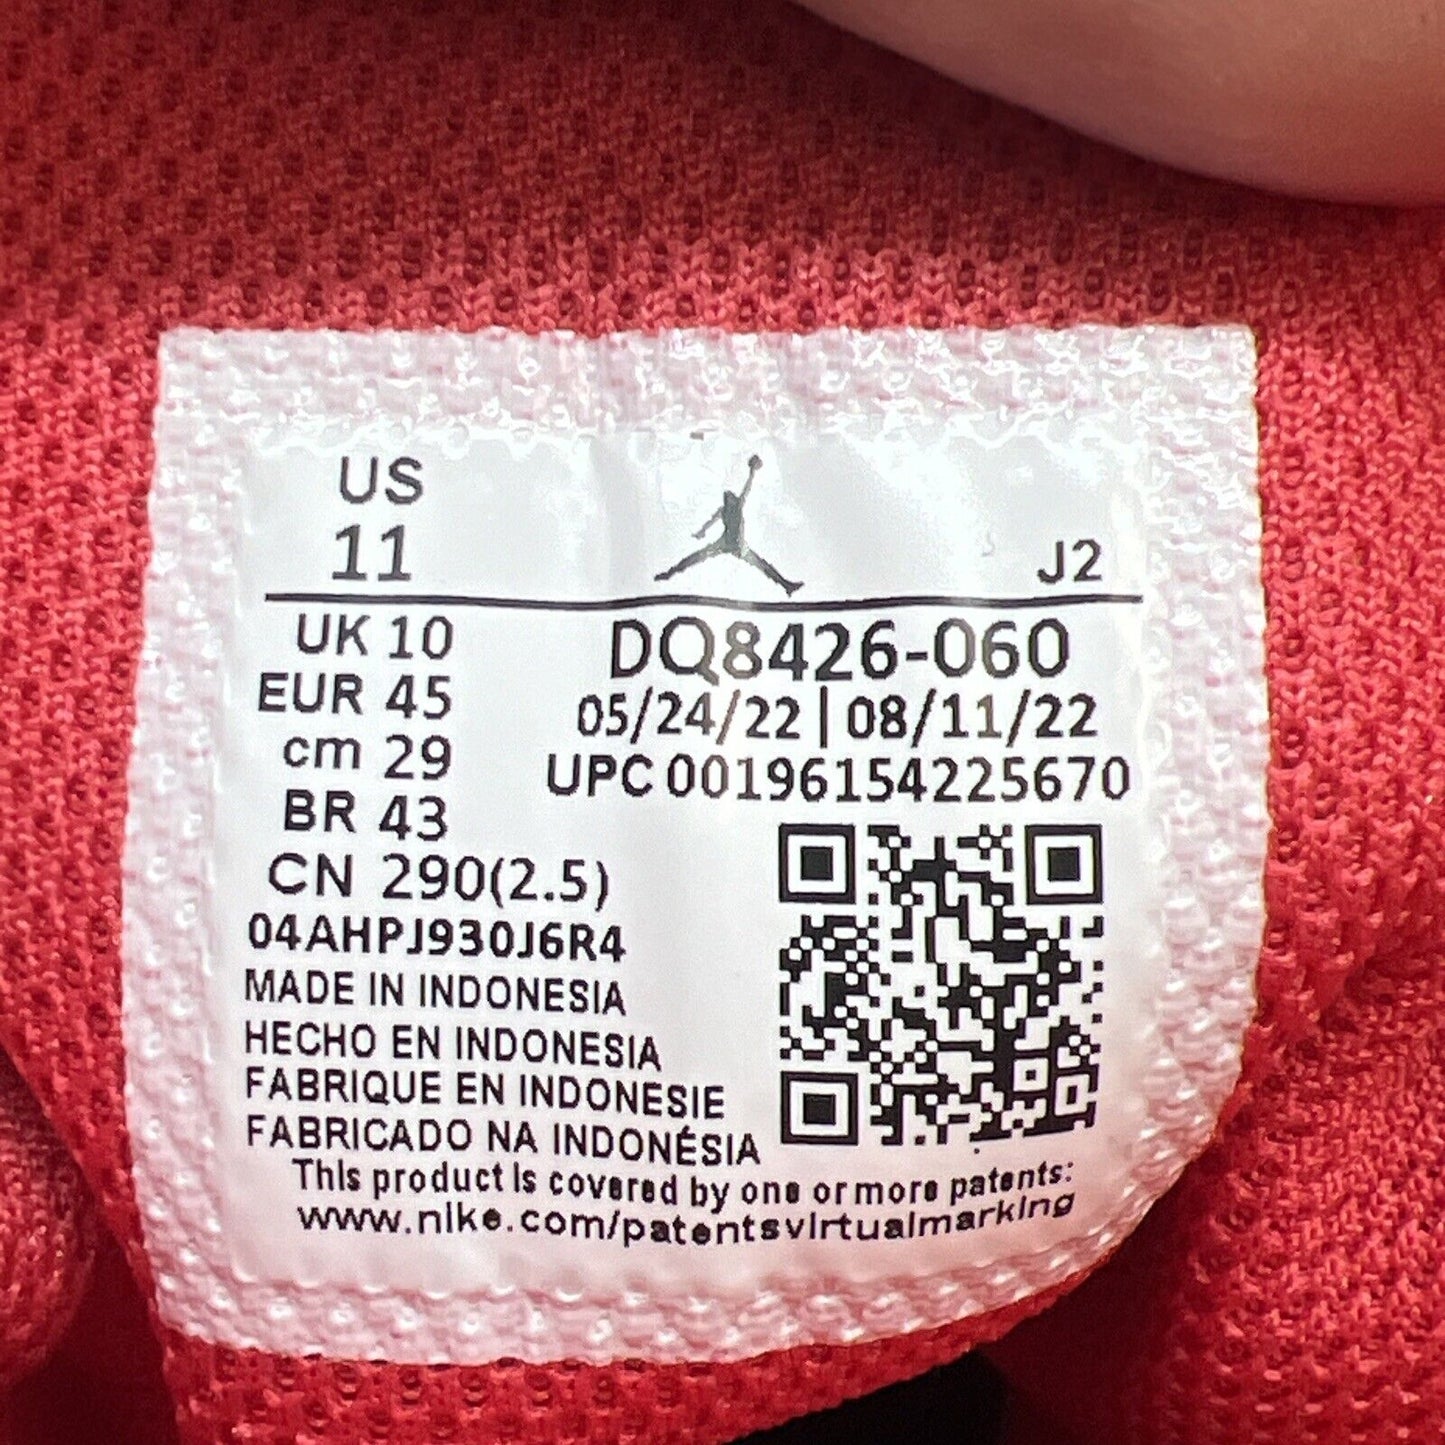 US
11
J2
UK 10
EUR 45
cm 29
BR 43
CN 290(2.5)
DQ8426-060
05/24/22 | 08/11/22
UPC 00196154225670
04AHPJ930J6R4
MADE IN INDONESIA
HECHO EN INDONESIA
FABRIQUE EN INDONESIE
FABRICADO NA INDONÉSIA
This product is covered by one or more patents:
www.nike.com/patentsvirtualmarking